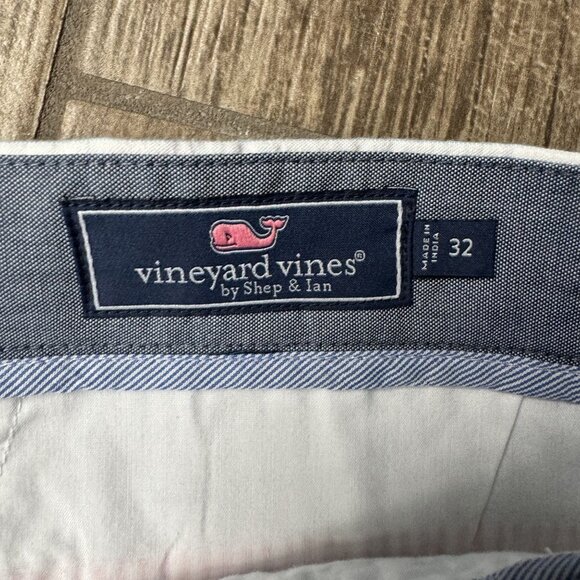 vineyard vines®
by Shep & Ian
MADE IN
INDIA
32